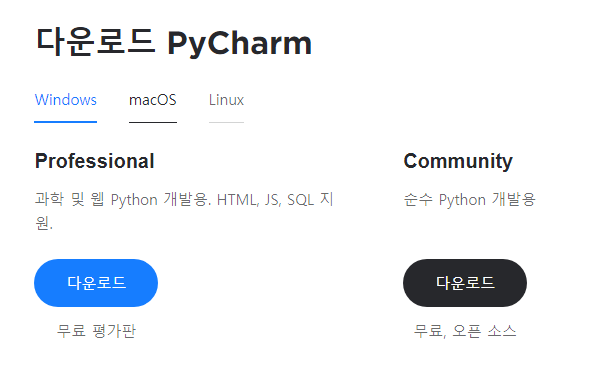 다운로드 PyCharm
Windows macOS Linux
Professional
과학 및 웹 Python 개발용. HTML, JS, SQL 지
원.
다운로드
무료 평가판
Community
순수 Python 개발용
다운로드
무료, 오픈 소스